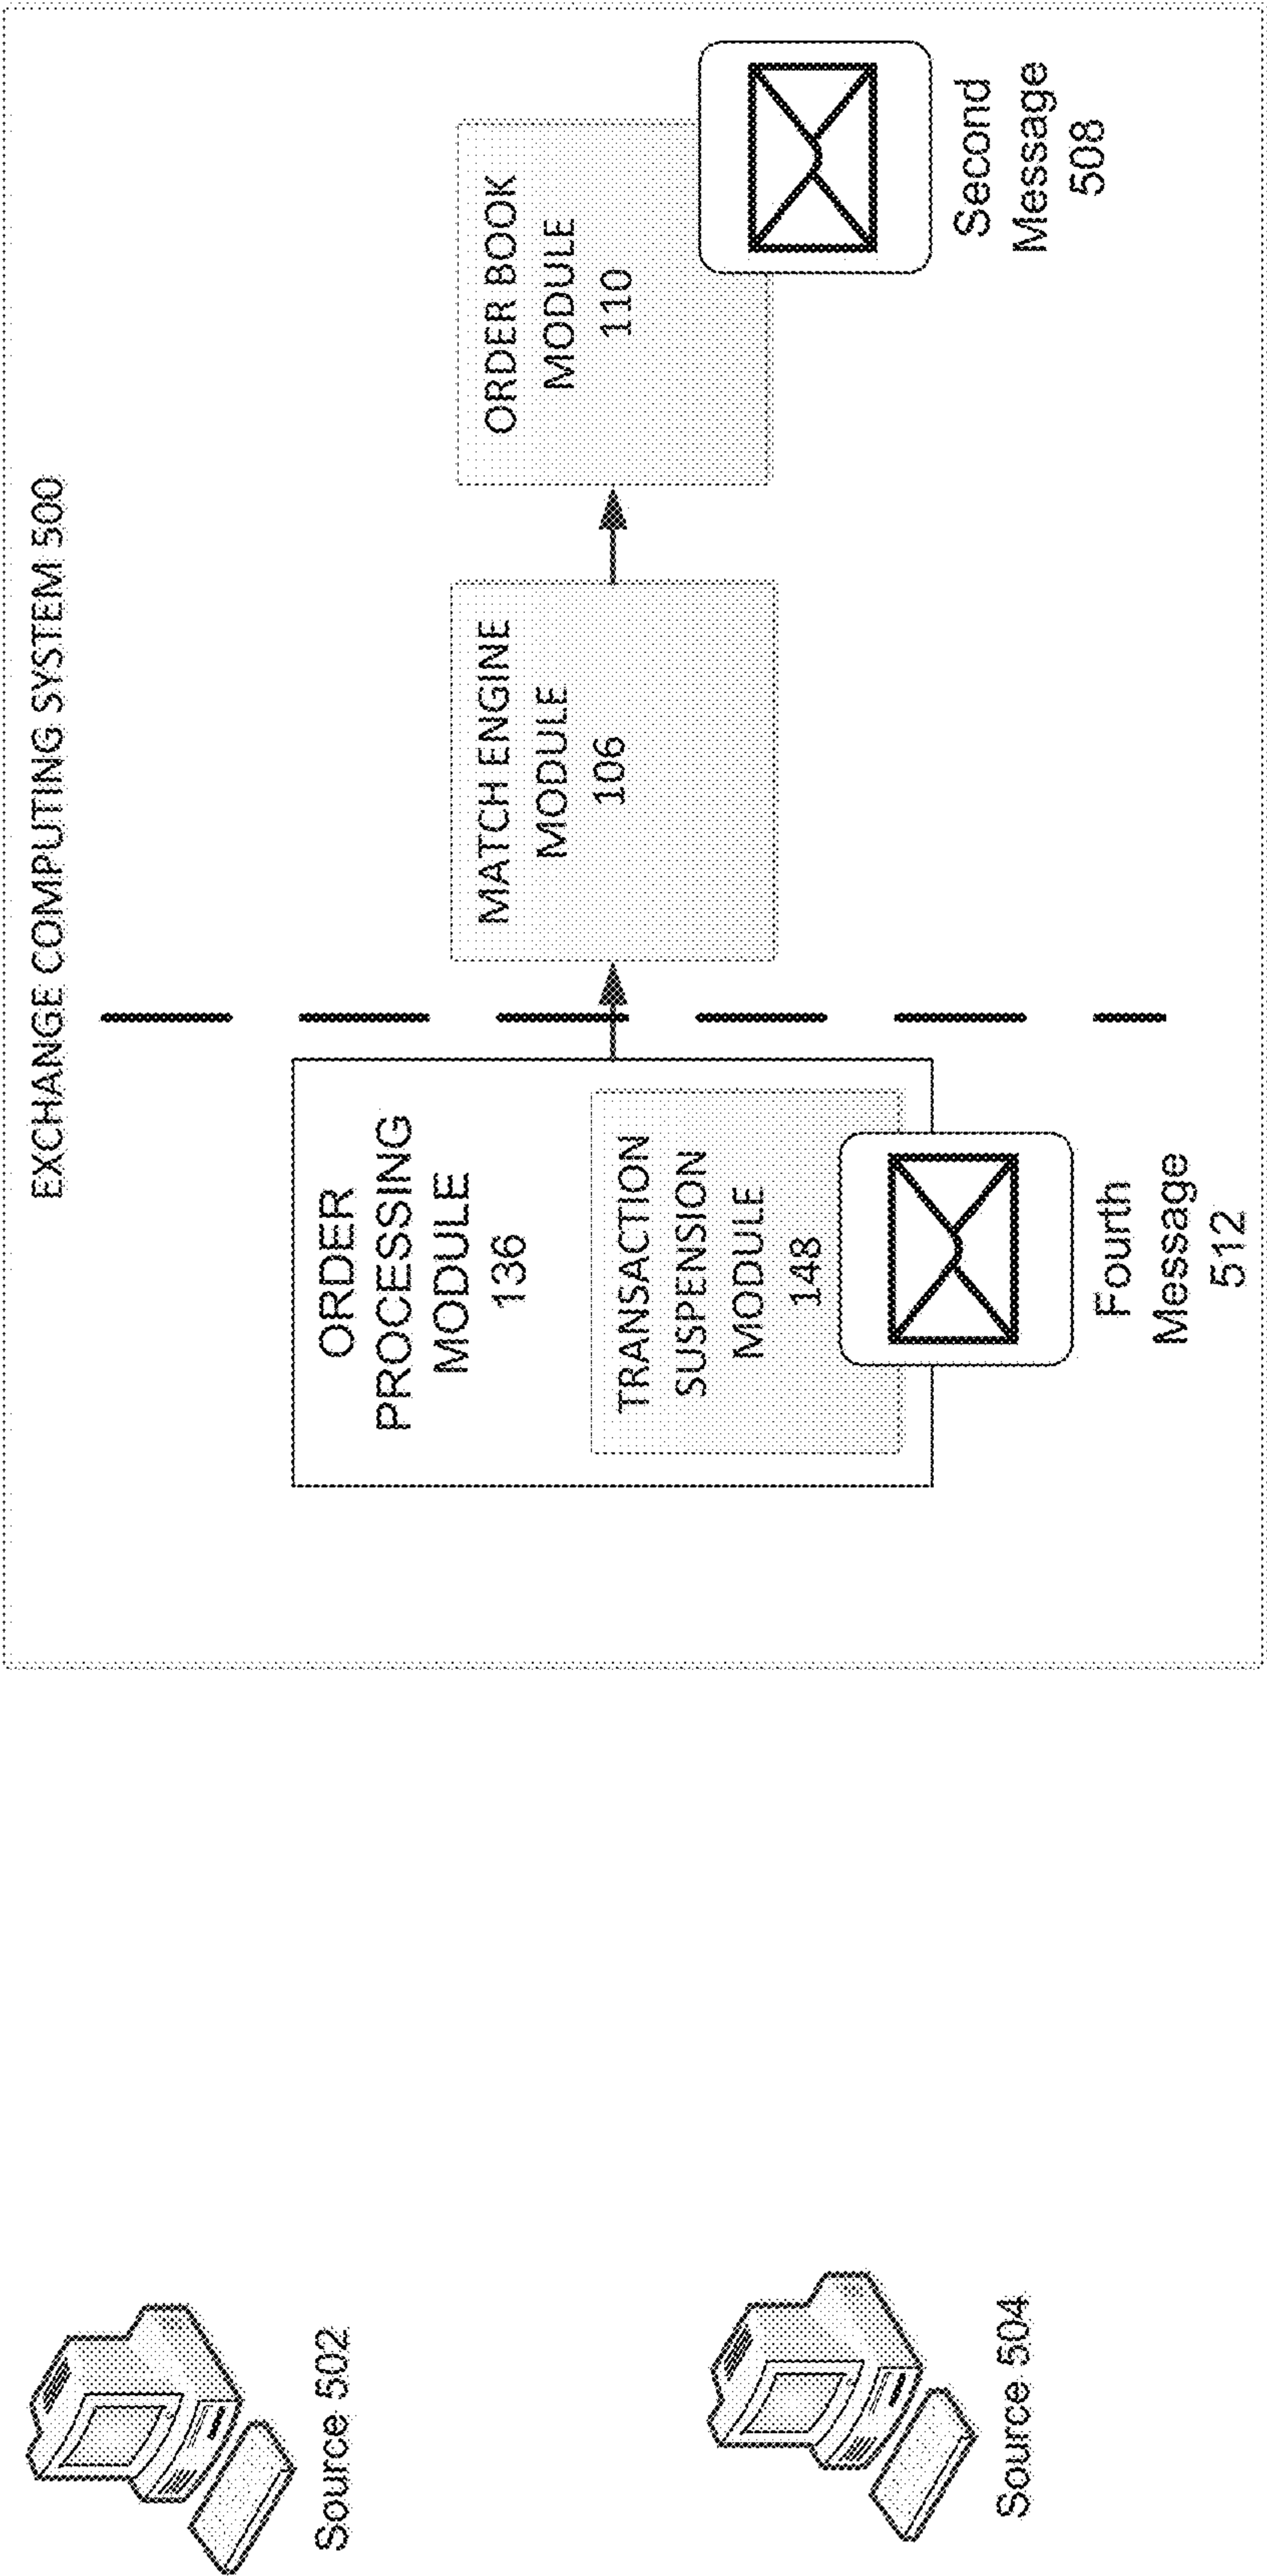 EXCHANGE COMPUTING SYSTEM 500
Source 502
Source 504
ORDER
PROCESSING
MODULE
136
TRANSACTION
SUSPENSION
MODULE
148
Fourth
Message
512
MATCH ENGINE
MODULE
106
ORDER BOOK
MODULE
110
Second
Message
508